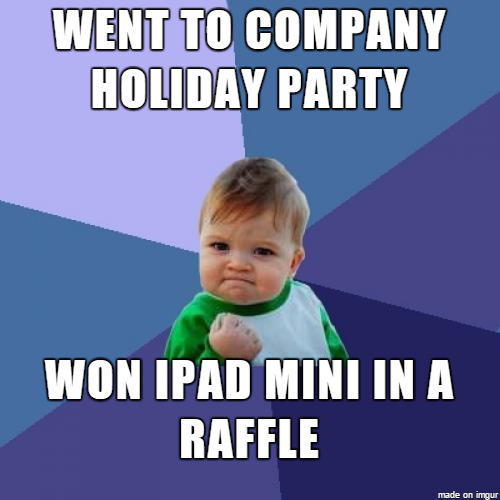 WENT TO COMPANY
HOLIDAY PARTY
WON IPAD MINI IN A
RAFFLE
made on imgur